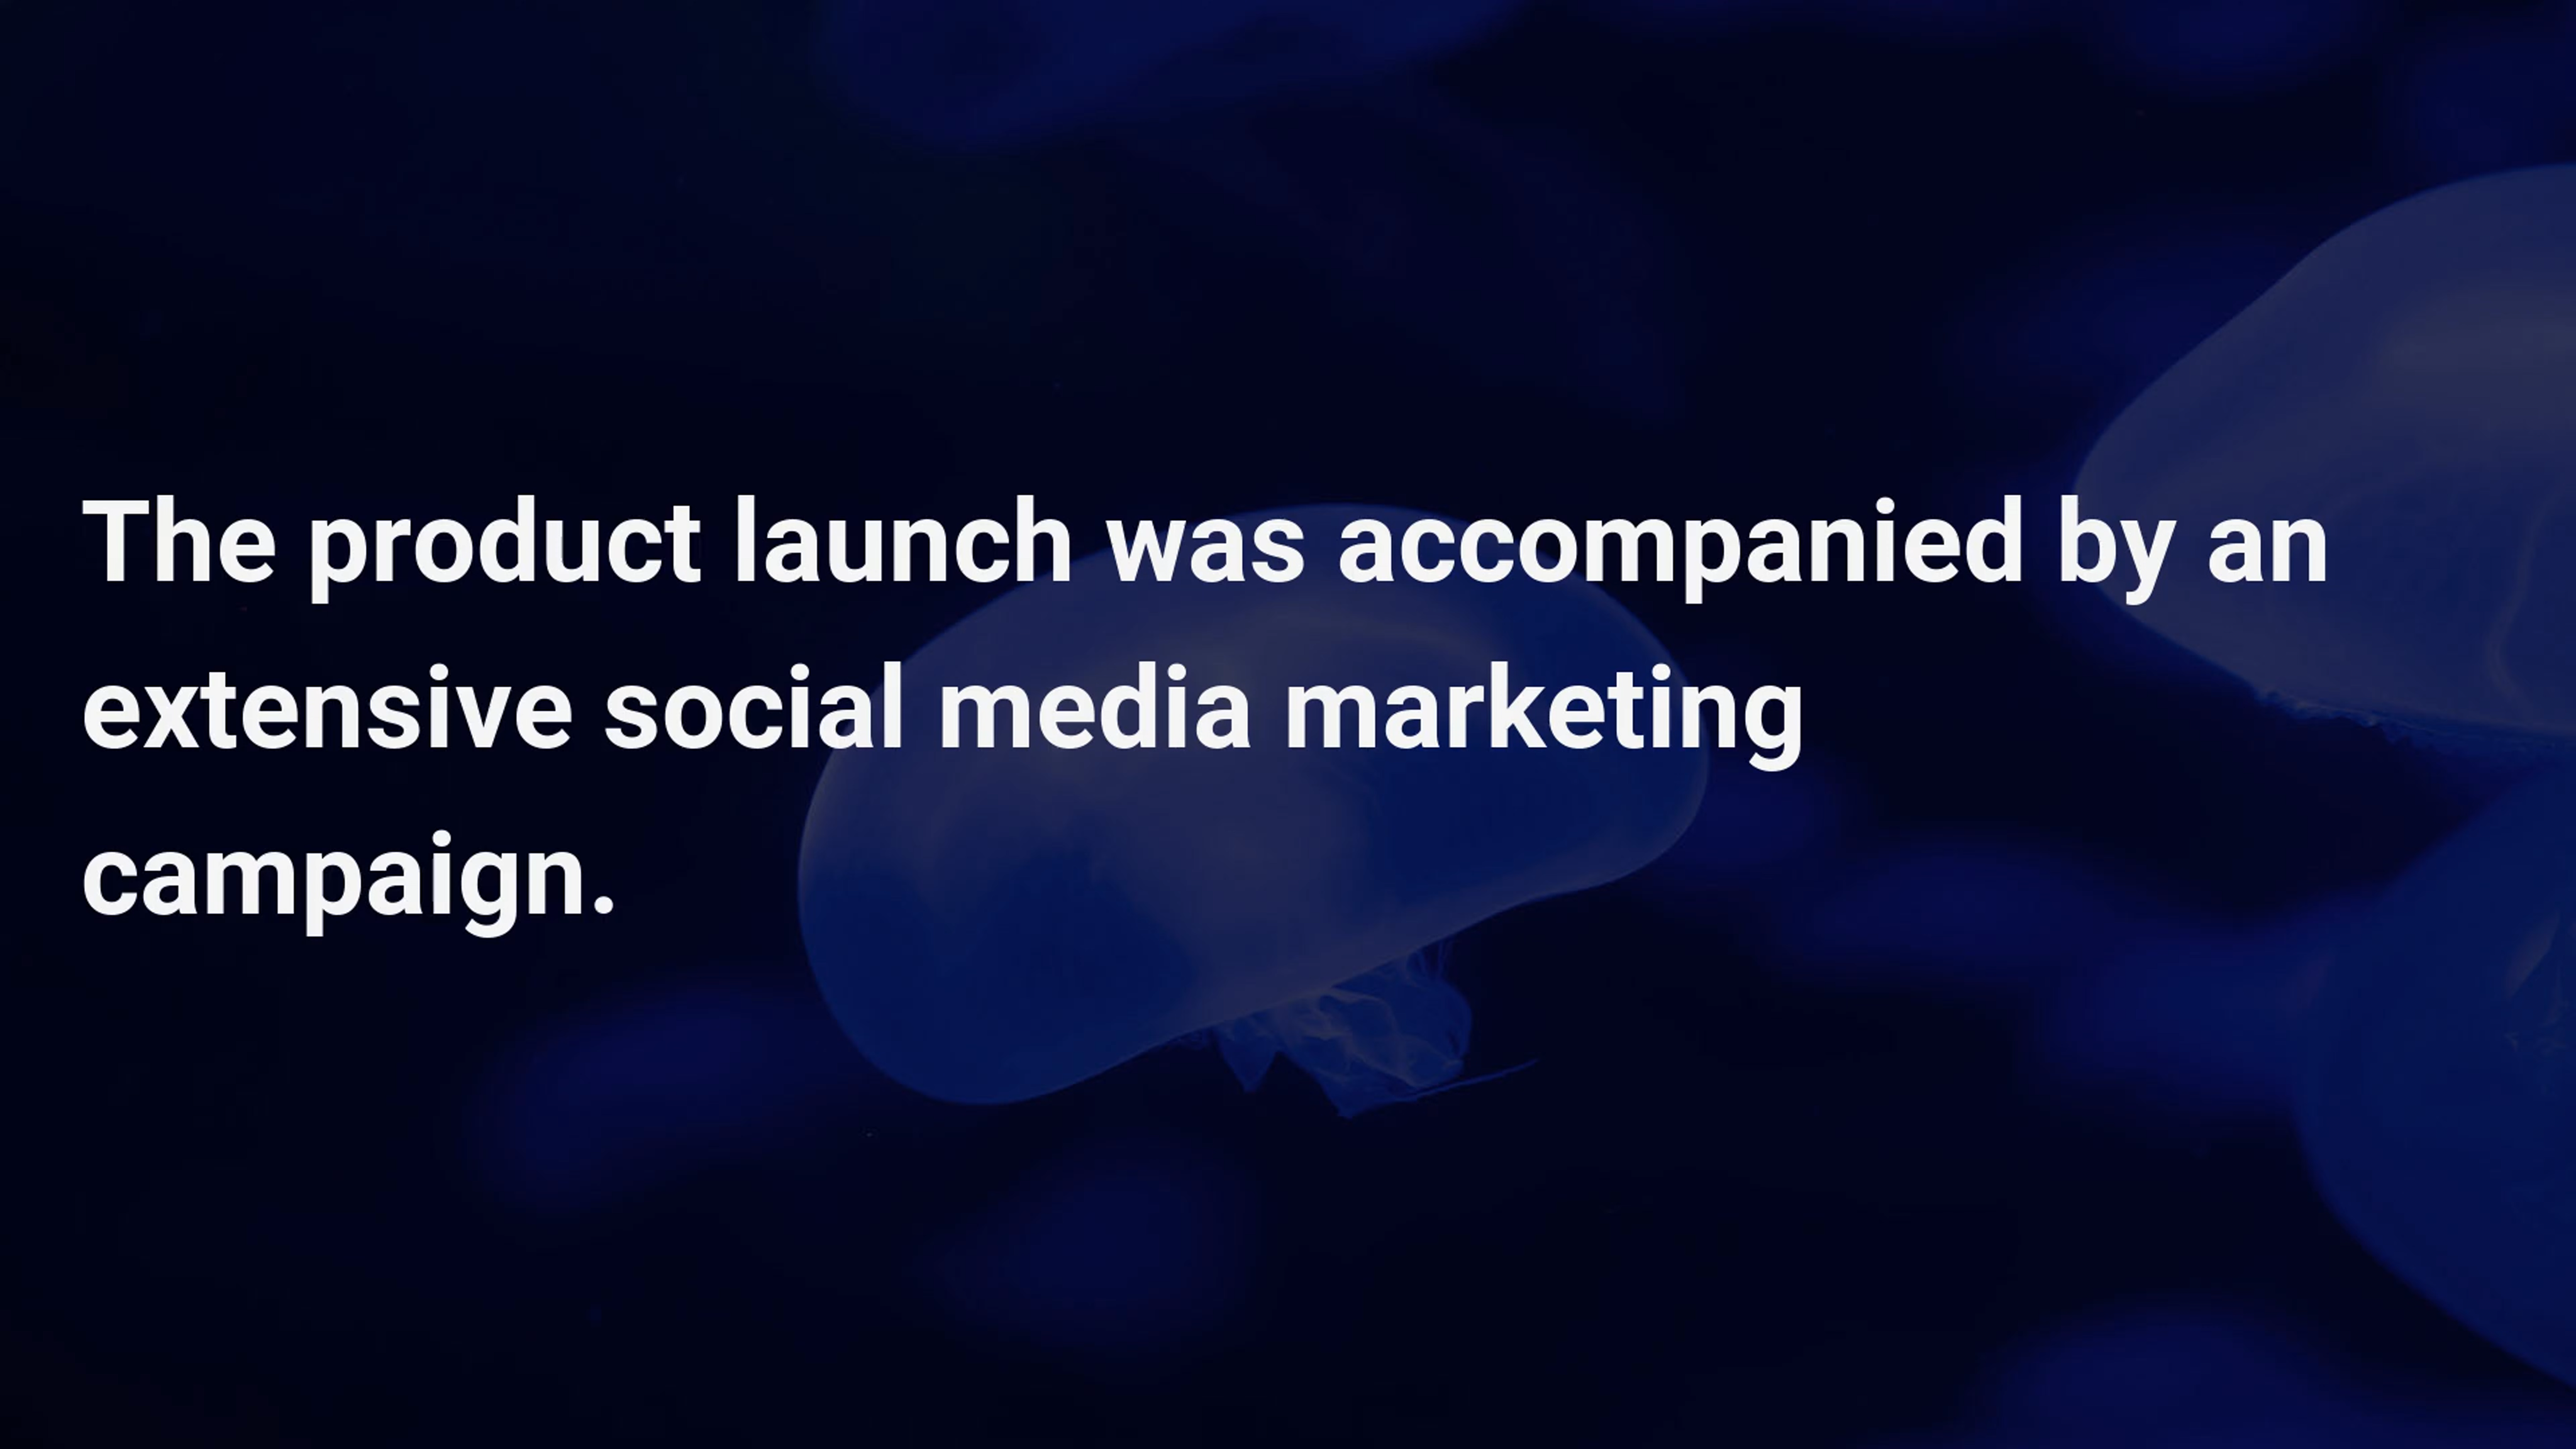 The product launch was accompanied by an
extensive social media marketing
campaign.